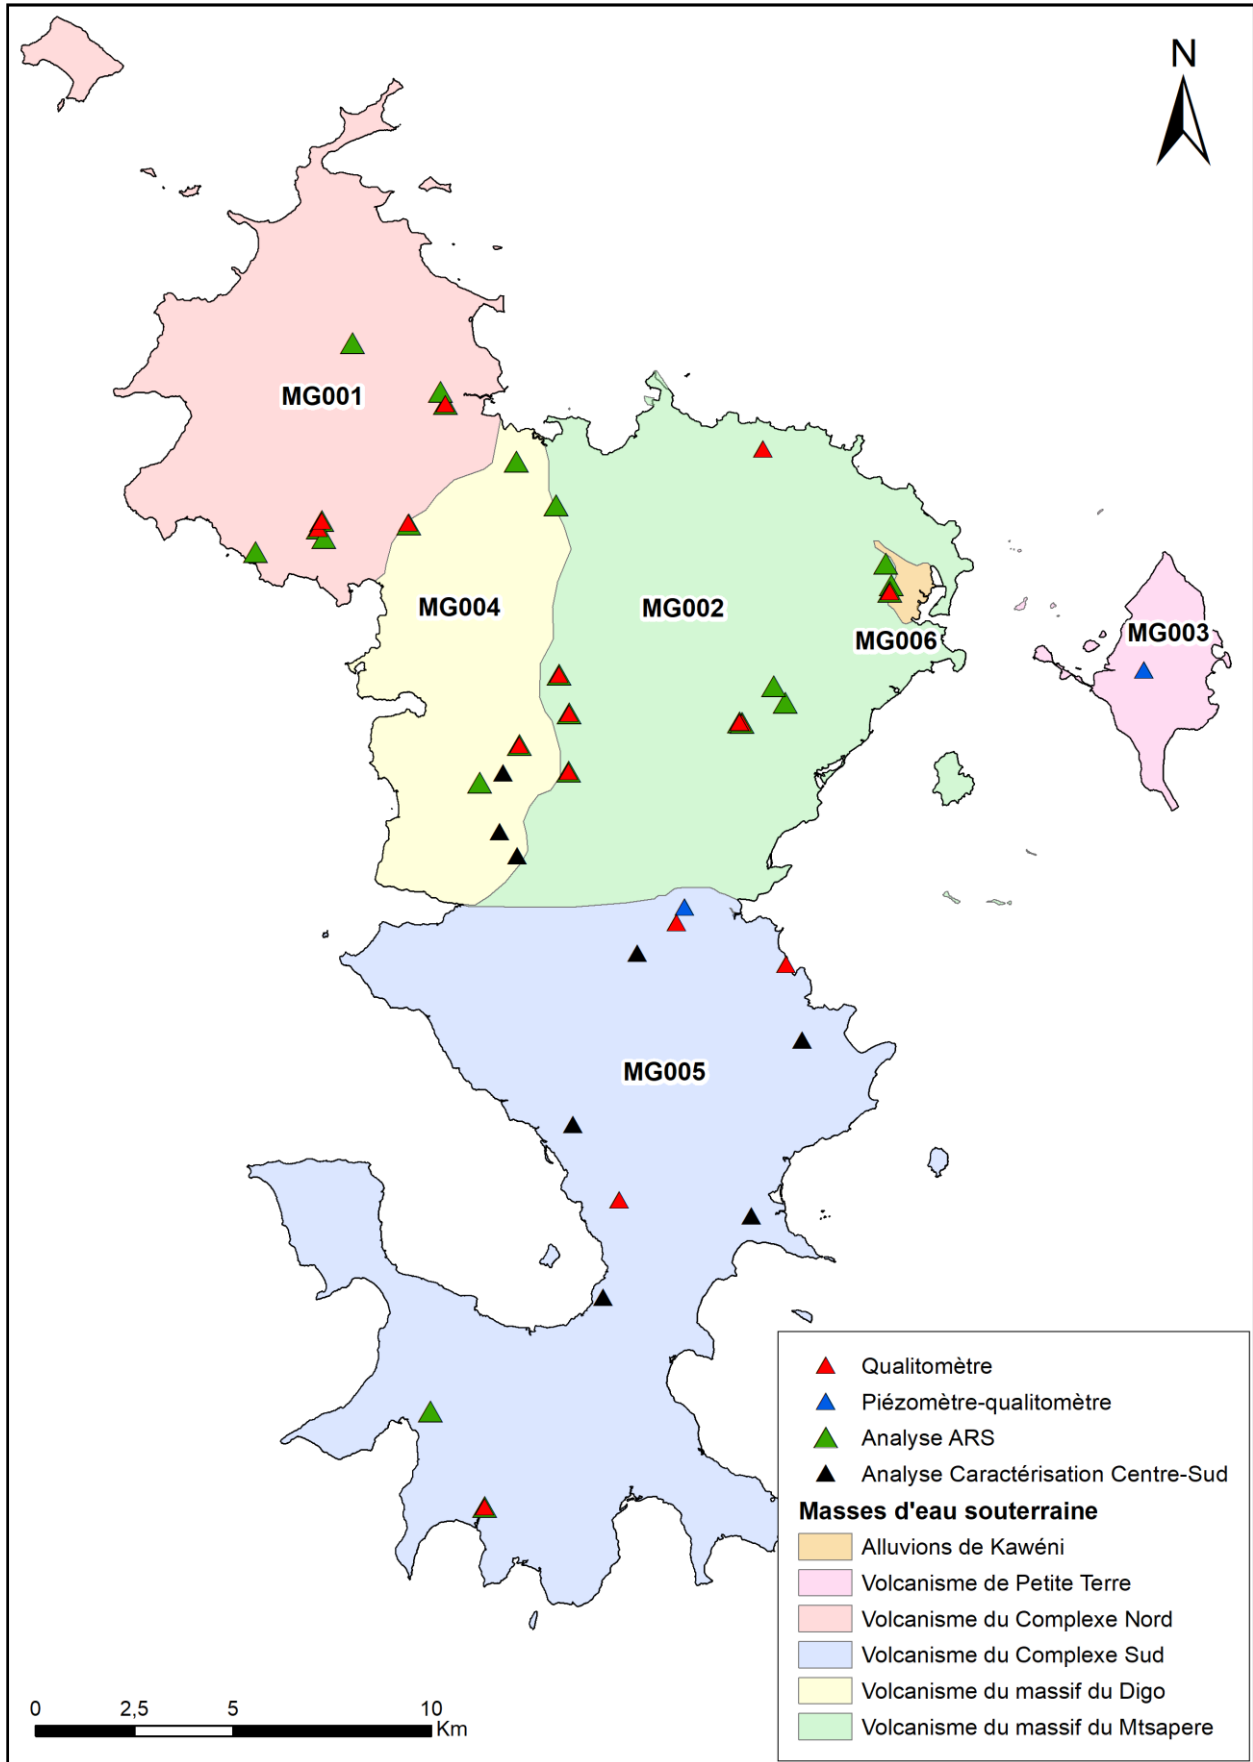 N
MG001
MG004
MG002
MG006
MG003
MG005
Qualitomètre
Piézomètre-qualitomètre
Analyse ARS
Analyse Caractérisation Centre-Sud
Masses d'eau souterraine
Alluvions de Kawéni
Volcanisme de Petite Terre
Volcanisme du Complexe Nord
Volcanisme du Complexe Sud
Volcanisme du massif du Digo
Volcanisme du massif du Mtsapere
0 2,5 5 10
Km